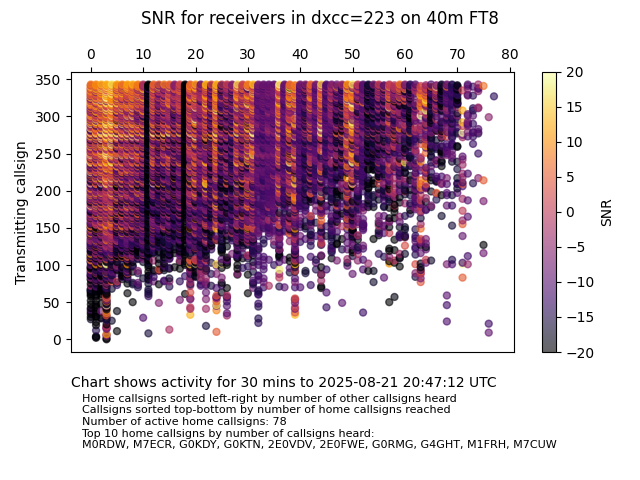 SNR for receivers in dxcc=223 on 40m FT8
0 10 20 30 40 50 60 70 80
350
300
250
200
150
100
50
0
Transmitting callsign
20
15
10
5
0
−5
−10
−15
−20
SNR
Chart shows activity for 30 mins to 2025-08-21 20:47:12 UTC
Home callsigns sorted left-right by number of other callsigns heard
Callsigns sorted top-bottom by number of home callsigns reached
Number of active home callsigns: 78
Top 10 home callsigns by number of callsigns heard:
M0RDW, M7ECR, G0KDY, G0KTN, 2E0VDV, 2E0FWE, G0RMG, G4GHT, M1FRH, M7CUW